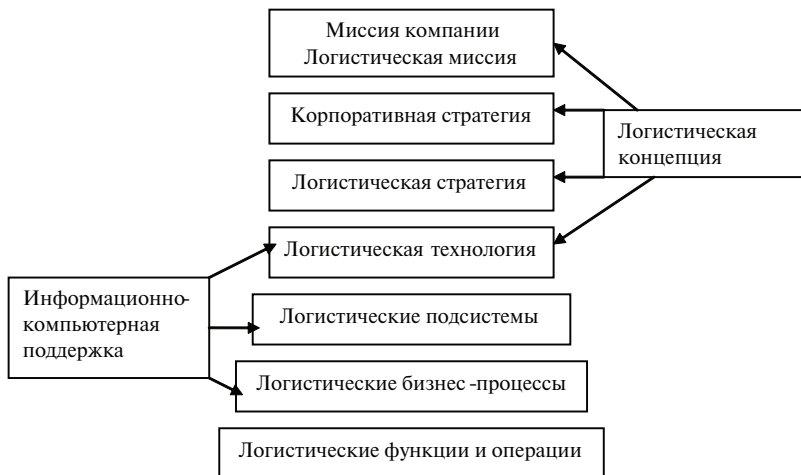 Миссия компании
Логистическая миссия
Корпоративная стратегия
Логистическая
концепция
Логистическая стратегия
Логистическая технология
Информационно-
компьютерная
поддержка
Логистические подсистемы
Логистические бизнес-процессы
Логистические функции и операции